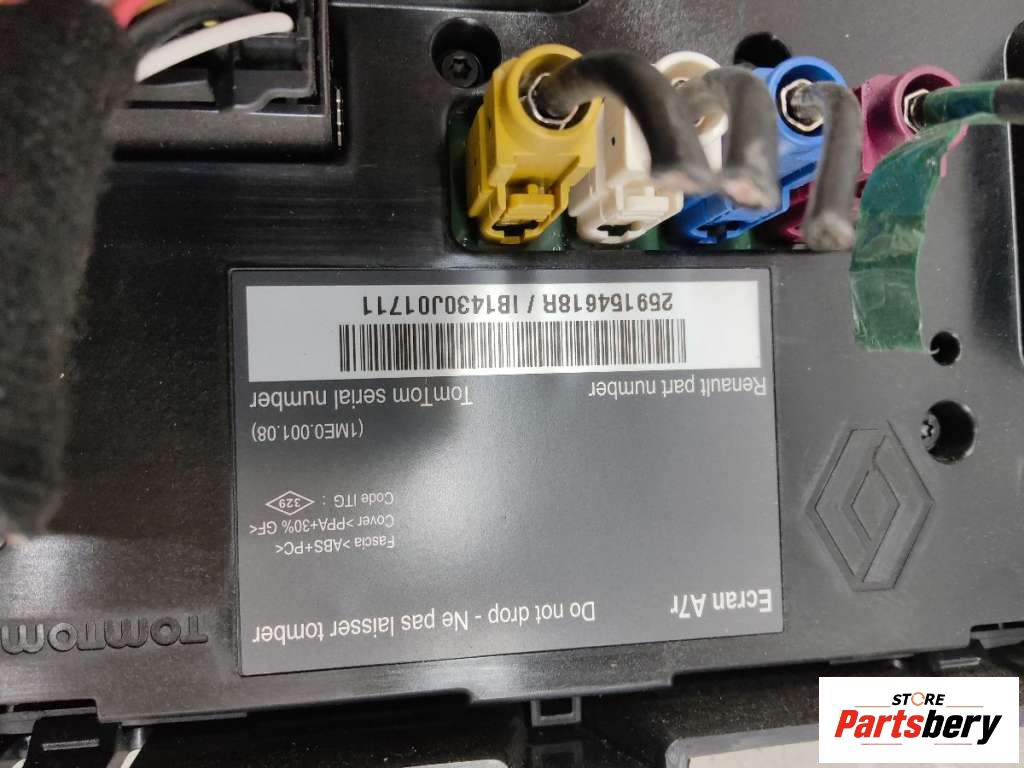 Ecran A7r
Do not drop - Ne pas laisser tomber
Fascia >ABS+PC<
Cover >PPA+30% GF<
Code ITG : 329
(1ME0.001.08)
Renault part number
TomTom serial number
259154618R / IB1430J01711
TOMTOM
STORE
Partsbery